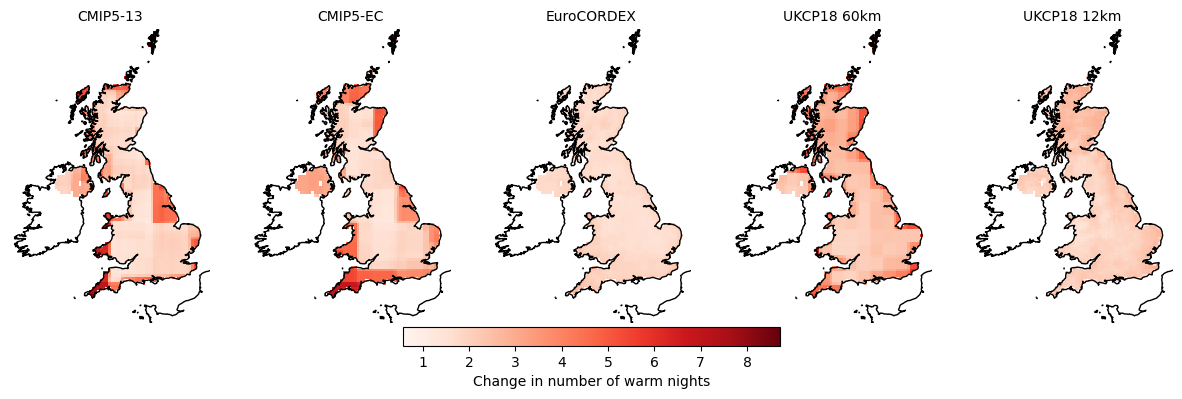 CMIP5-13
CMIP5-EC
EuroCORDEX
UKCP18 60km
UKCP18 12km
1 2 3 4 5 6 7 8
Change in number of warm nights